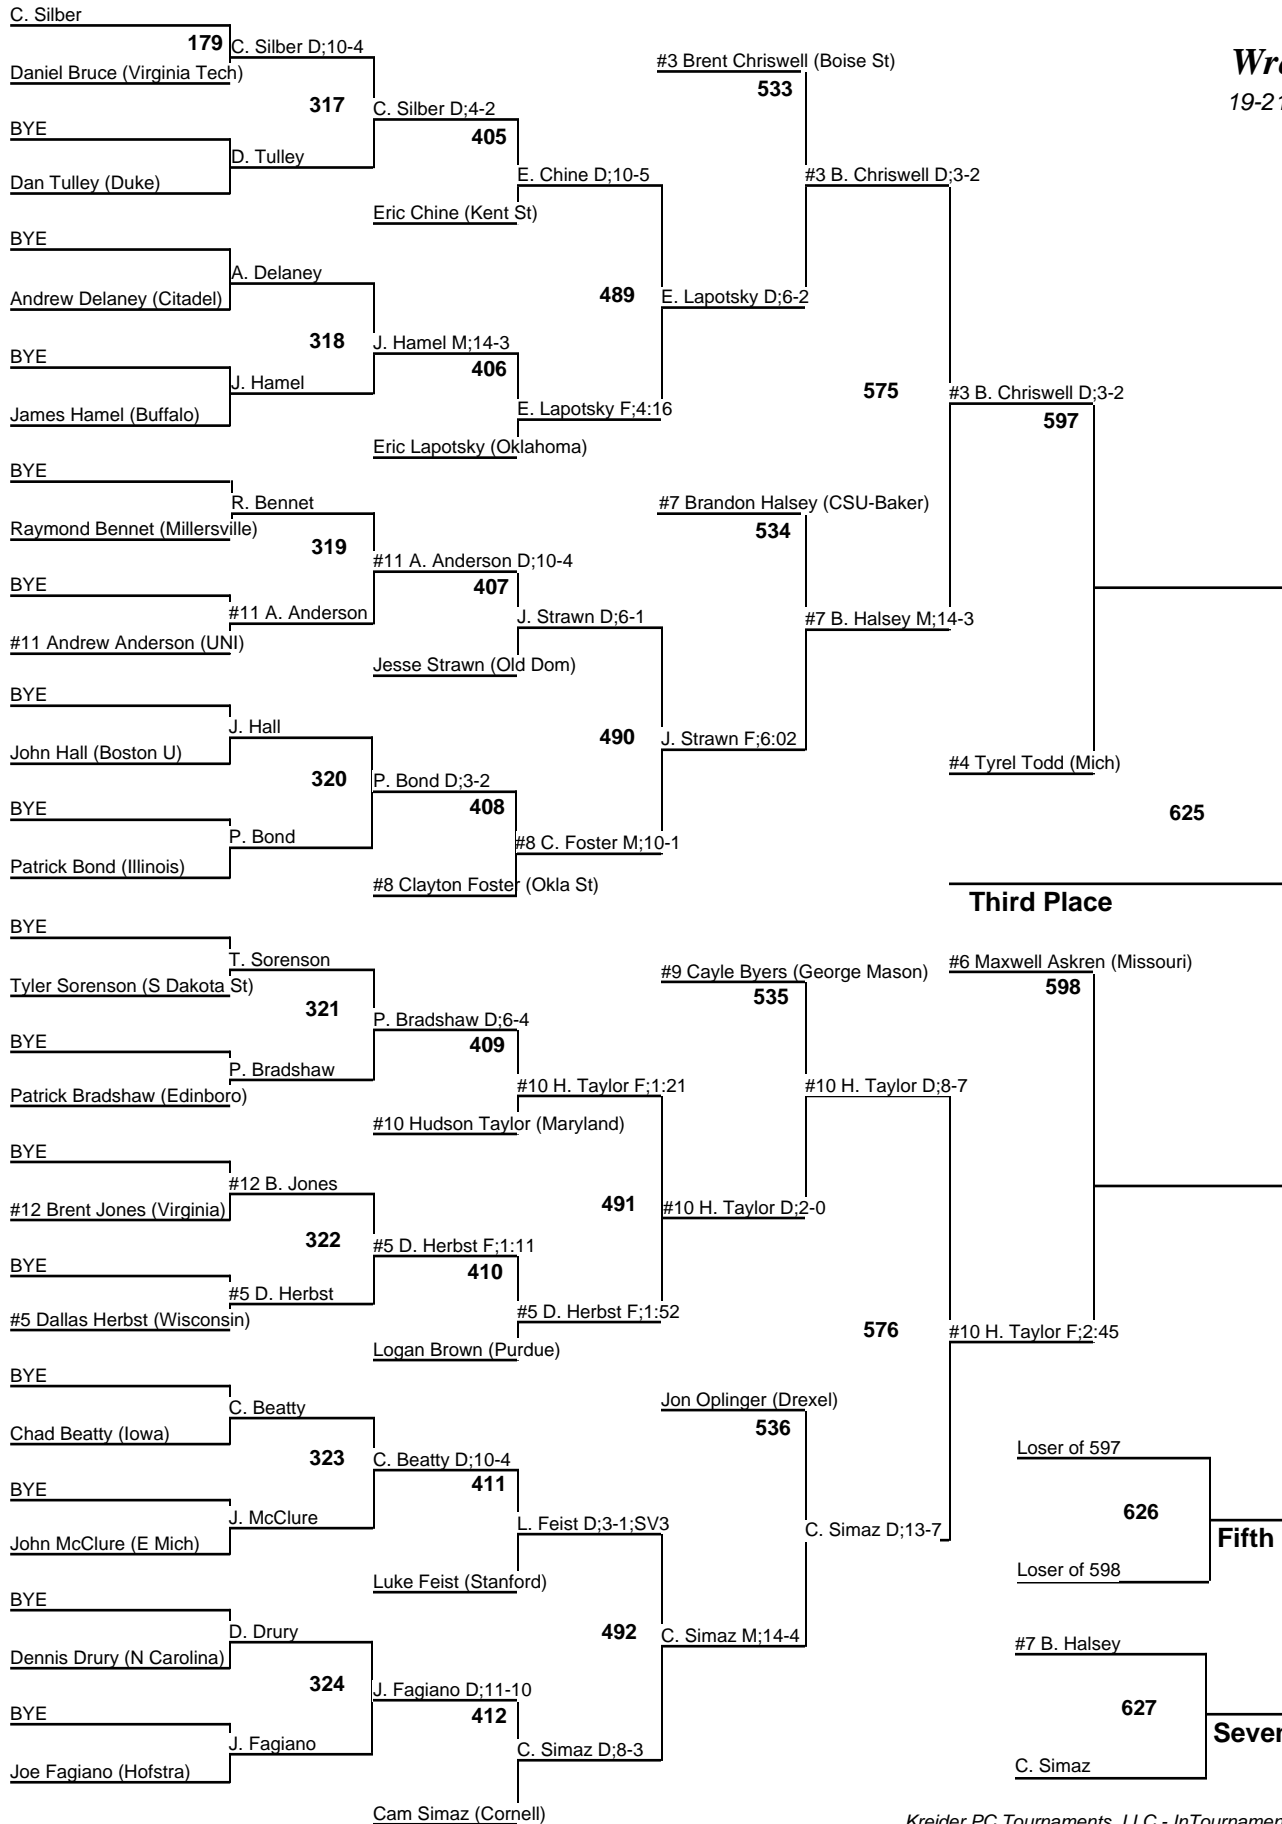 C. Silber
179
C. Silber D;10-4
Daniel Bruce (Virginia Tech)
317
C. Silber D;4-2
405
BYE
D. Tulley
Dan Tulley (Duke)
E. Chine D;10-5
Eric Chine (Kent St)
BYE
A. Delaney
Andrew Delaney (Citadel)
489
E. Lapotsky D;6-2
318
J. Hamel M;14-3
406
BYE
J. Hamel
James Hamel (Buffalo)
E. Lapotsky F;4:16
Eric Lapotsky (Oklahoma)
#3 Brent Chriswell (Boise St)
533
#3 B. Chriswell D;3-2
575
#3 B. Chriswell D;3-2
597
19-21
BYE
R. Bennet
Raymond Bennet (Millersville)
319
#11 A. Anderson D;10-4
407
BYE
#11 A. Anderson
#11 Andrew Anderson (UNI)
J. Strawn D;6-1
Jesse Strawn (Old Dom)
#7 Brandon Halsey (CSU-Baker)
534
#7 B. Halsey M;14-3
BYE
J. Hall
John Hall (Boston U)
490
J. Strawn F;6:02
320
P. Bond D;3-2
408
BYE
P. Bond
Patrick Bond (Illinois)
#8 C. Foster M;10-1
#8 Clayton Foster (Okla St)
#4 Tyrel Todd (Mich)
625
Third Place
BYE
T. Sorenson
Tyler Sorenson (S Dakota St)
321
P. Bradshaw D;6-4
409
BYE
P. Bradshaw
Patrick Bradshaw (Edinboro)
#10 H. Taylor F;1:21
#10 Hudson Taylor (Maryland)
#9 Cayle Byers (George Mason)
535
#10 H. Taylor D;8-7
#6 Maxwell Askren (Missouri)
598
BYE
#12 B. Jones
#12 Brent Jones (Virginia)
491
#10 H. Taylor D;2-0
322
#5 D. Herbst F;1:11
410
BYE
#5 D. Herbst
#5 Dallas Herbst (Wisconsin)
#5 D. Herbst F;1:52
Logan Brown (Purdue)
576
#10 H. Taylor F;2:45
BYE
C. Beatty
Chad Beatty (Iowa)
323
C. Beatty D;10-4
411
BYE
J. McClure
John McClure (E Mich)
L. Feist D;3-1;SV3
Luke Feist (Stanford)
Jon Oplinger (Drexel)
536
C. Simaz D;13-7
Loser of 597
626
Fifth
Loser of 598
BYE
D. Drury
Dennis Drury (N Carolina)
492
C. Simaz M;14-4
324
J. Fagiano D;11-10
412
BYE
J. Fagiano
Joe Fagiano (Hofstra)
C. Simaz D;8-3
Cam Simaz (Cornell)
#7 B. Halsey
627
C. Simaz
Kreider PC Tournaments, LLC - InTournamen